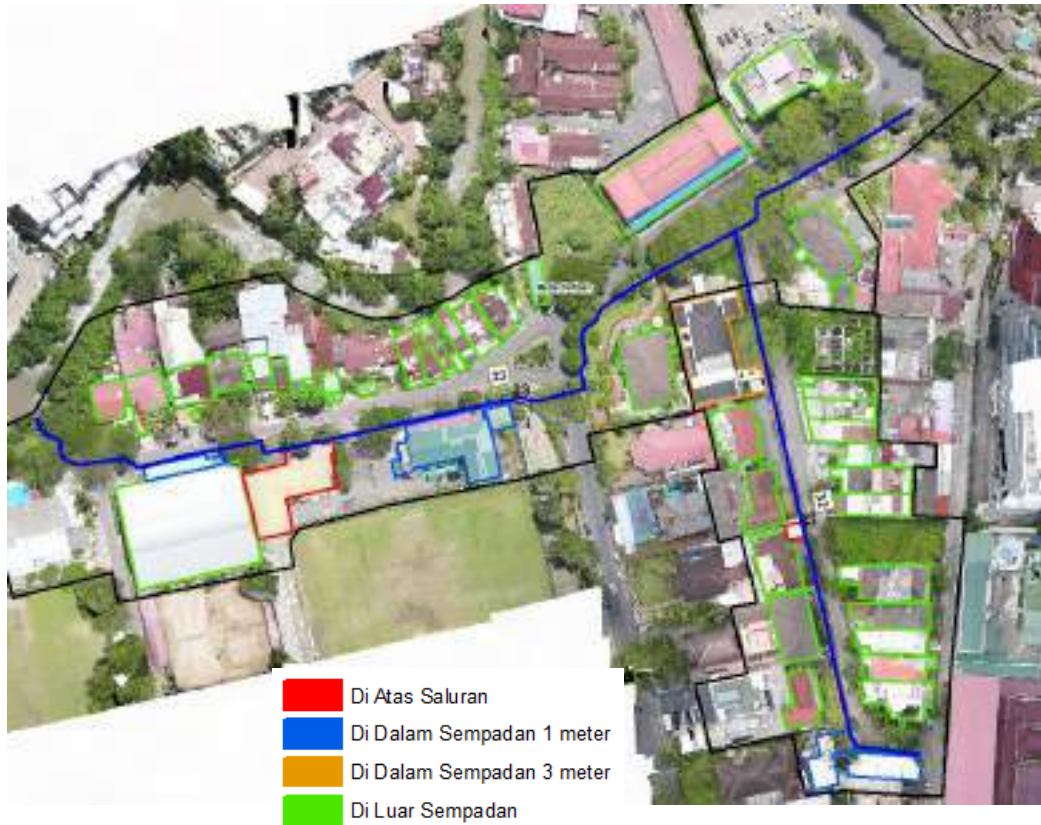 Di Atas Saluran
Di Dalam Sempadan 1 meter
Di Dalam Sempadan 3 meter
Di Luar Sempadan